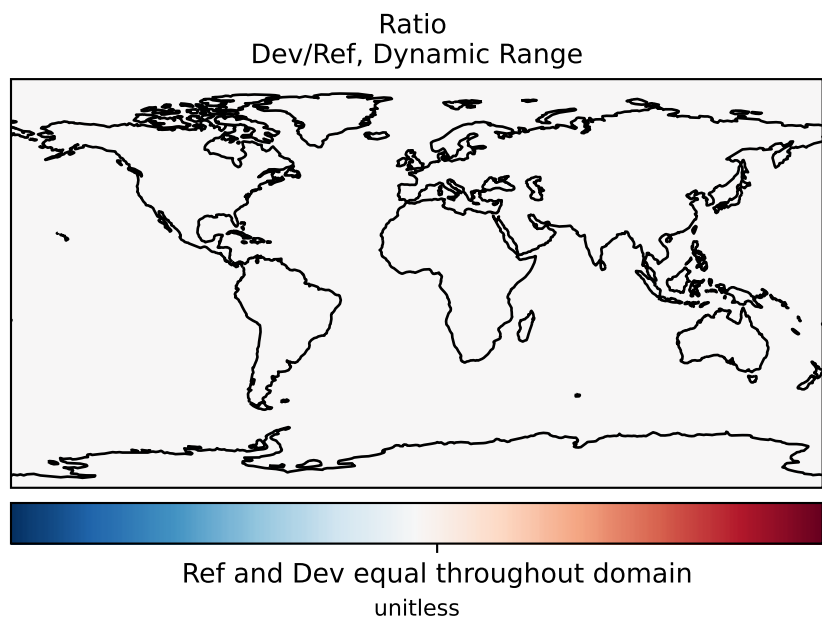 Ratio
Dev/Ref, Dynamic Range
Ref and Dev equal throughout domain
unitless